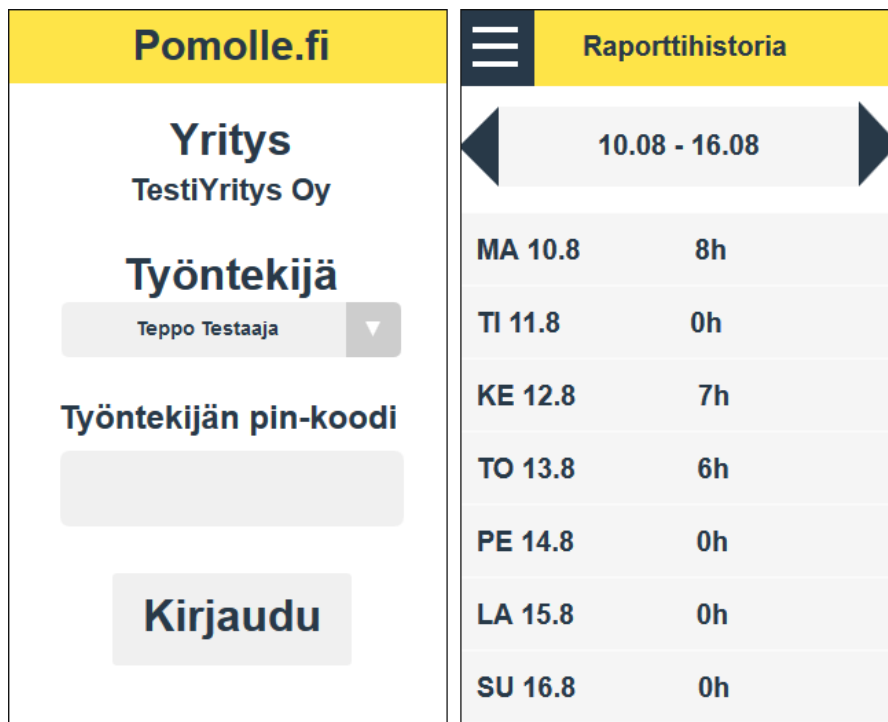 Pomolle.fi
Yritys
TestiYritys Oy
Työntekijä
Teppo Testaaja
Työntekijän pin-koodi
Kirjaudu
Raporttihistoria
10.08 - 16.08
MA 10.8 8h
TI 11.8 0h
KE 12.8 7h
TO 13.8 6h
PE 14.8 0h
LA 15.8 0h
SU 16.8 0h